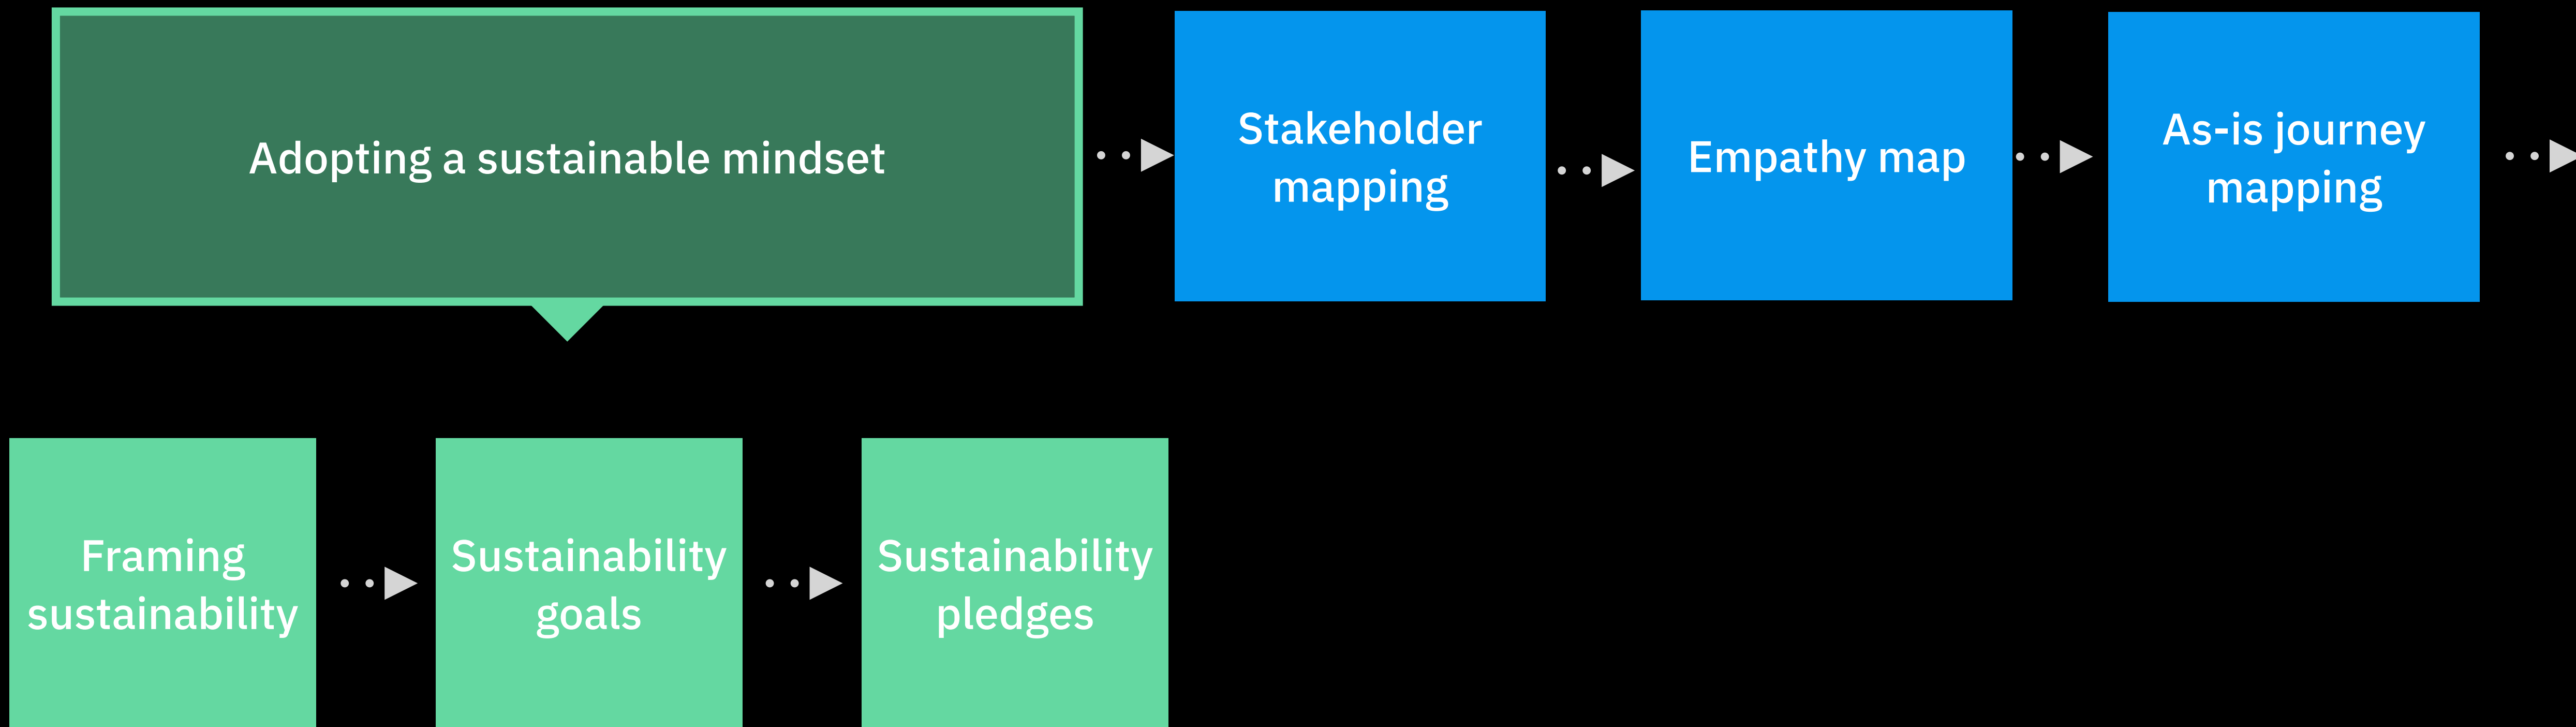 Adopting a sustainable mindset
Stakeholder
mapping
Empathy map
As-is journey
mapping
Framing
sustainability
Sustainability
goals
Sustainability
pledges